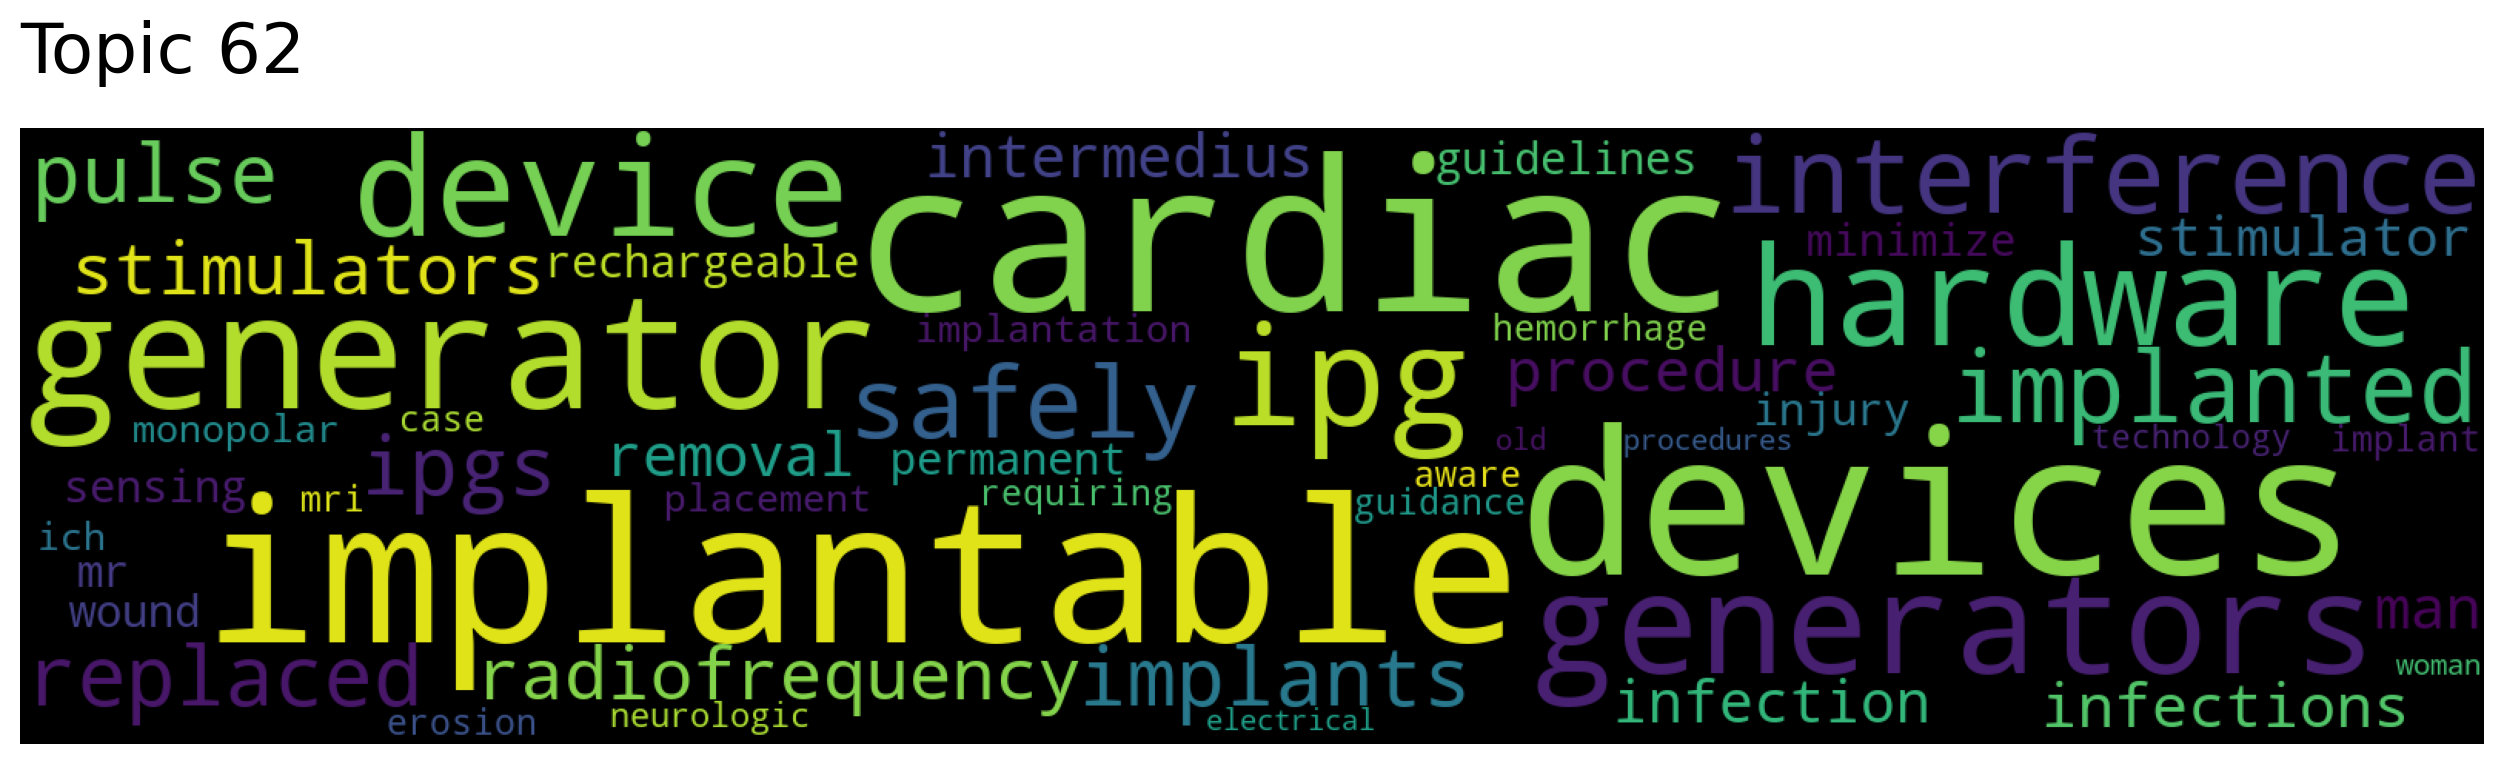 Topic 62
pulse device intermedius guidelines interference
cardiac
stimulators rechargeable minimize stimulator
hardware
generator implantation ipg hemorrhage
safely procedure implanted
monopolar case injury
removal permanent old procedures technology implant
ipgs aware
sensing mri placement requiring guidance devices
ich
mr implantable
wound generators man
replaced radiofrequency implants woman
infection infections
erosion neurologic electrical